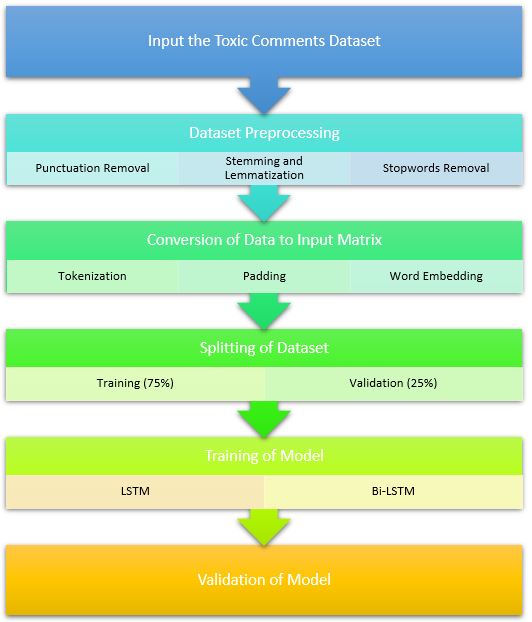 Input the Toxic Comments Dataset
Dataset Preprocessing
Punctuation Removal
Stemming and
Lemmatization
Stopwords Removal
Conversion of Data to Input Matrix
Tokenization
Padding
Word Embedding
Splitting of Dataset
Training (75%)
Validation (25%)
Training of Model
LSTM
Bi-LSTM
Validation of Model